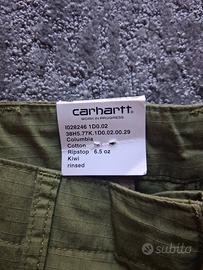 carhartt
WORK IN PROGRESS
I028246 1D0.02
38H5.77K.1D0.02.00.29
Columbia
Cotton
Ripstop 6.5 oz
Kiwi
rinsed
subito